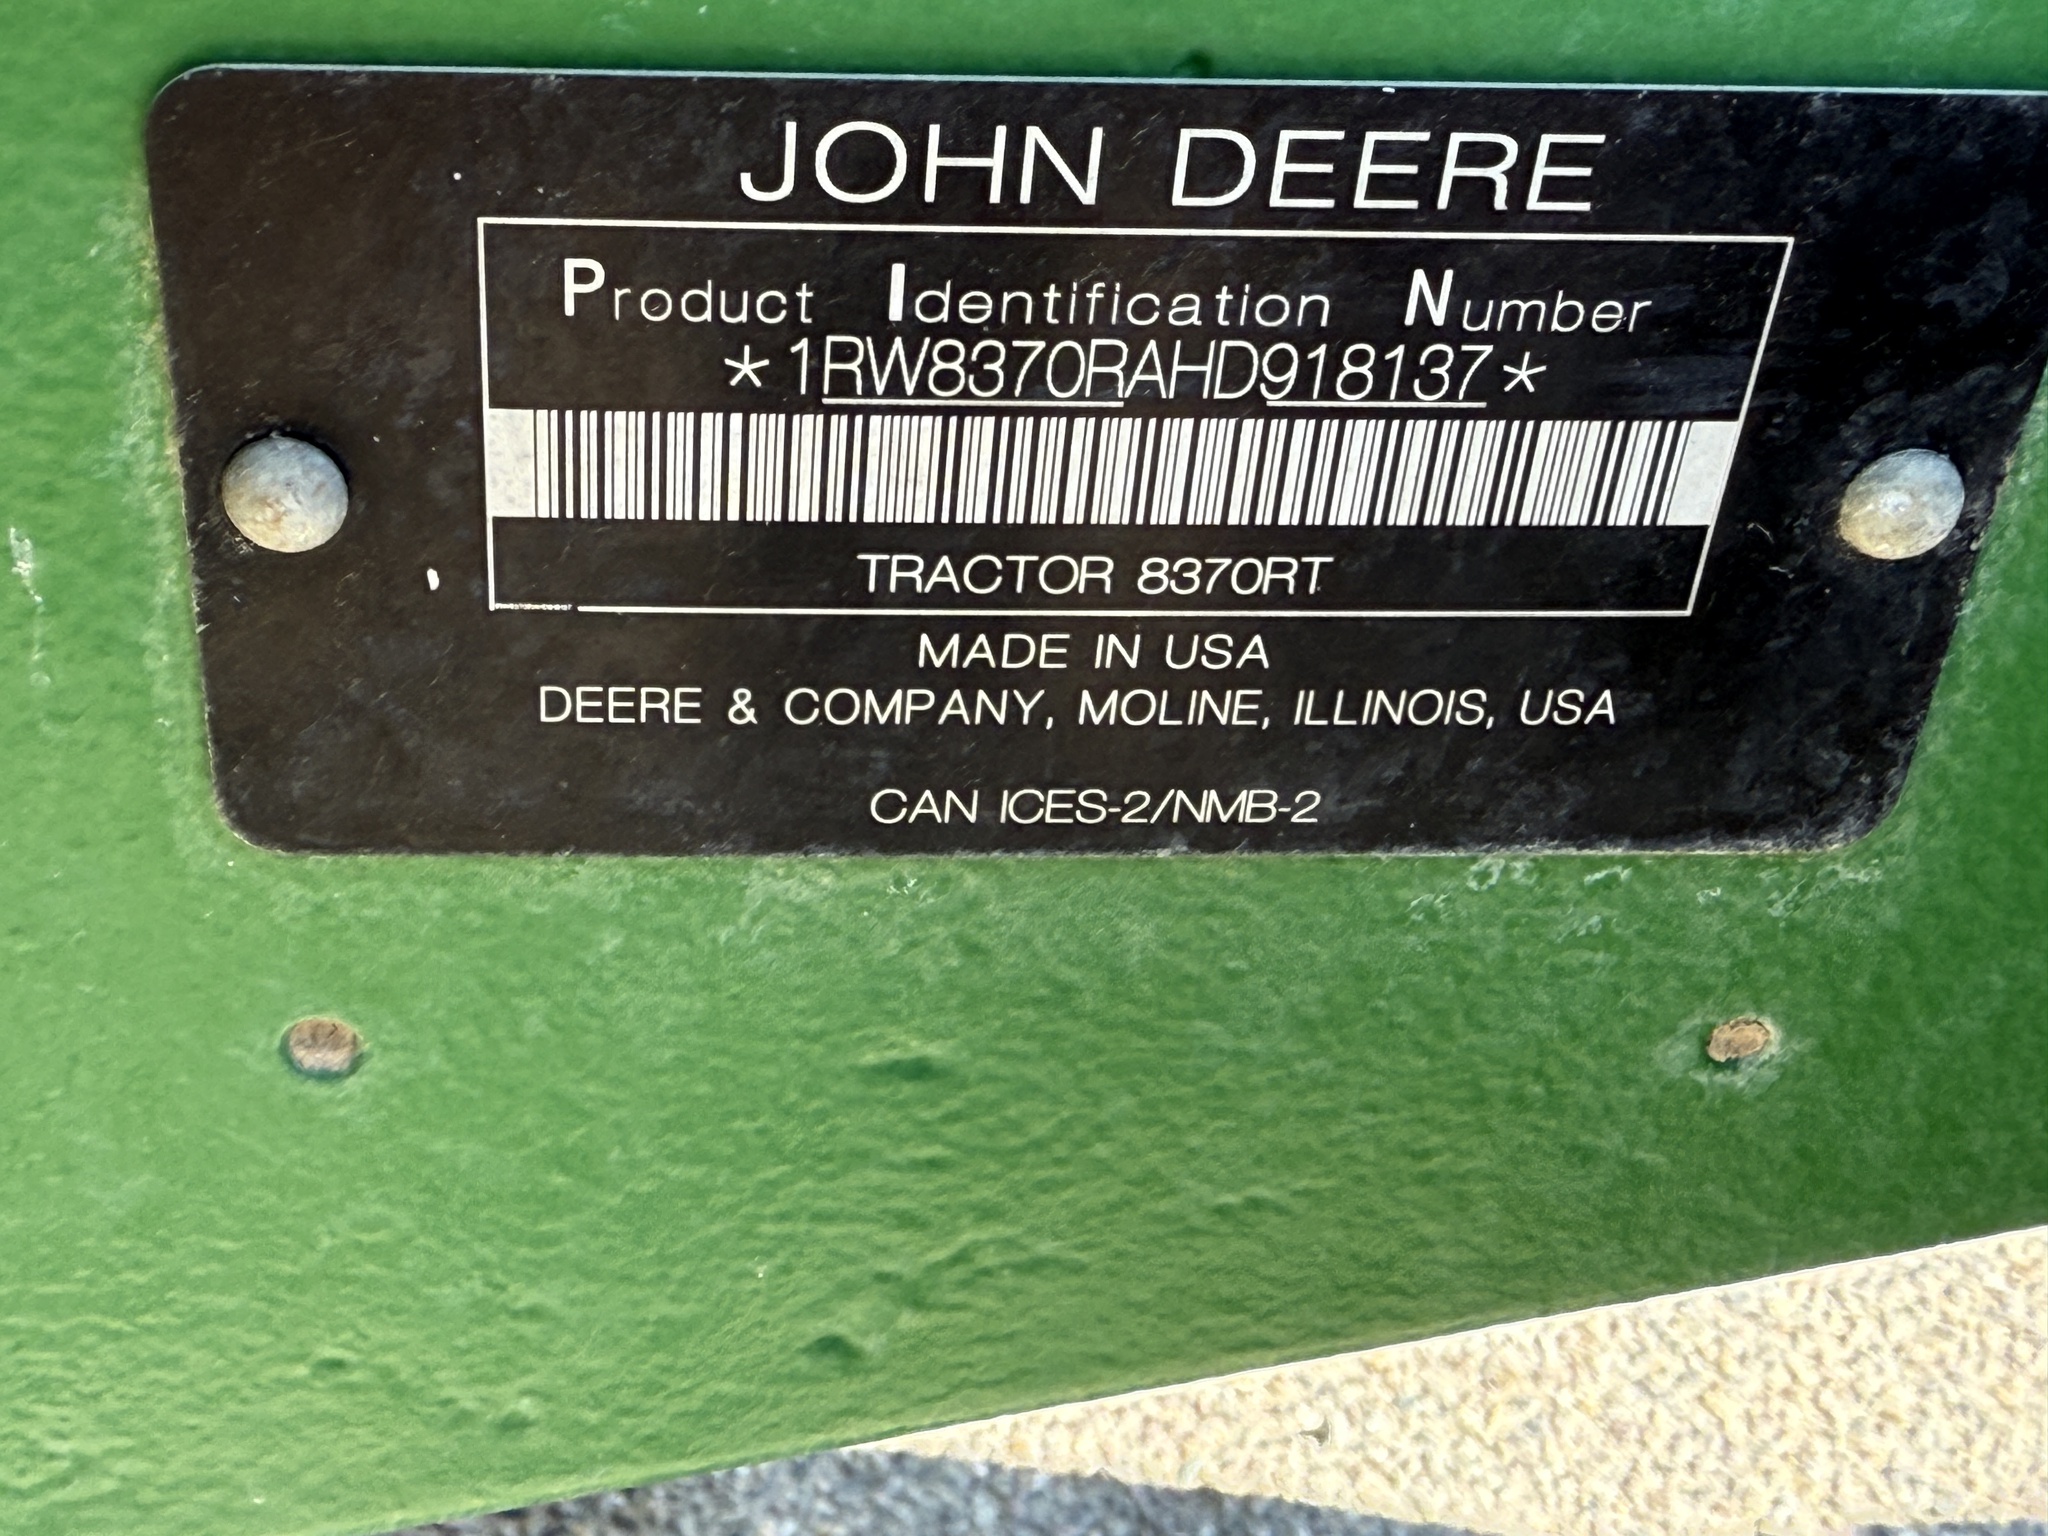 JOHN DEERE
Product Identification Number
*1RW8370RAHD918137*
TRACTOR 8370RT
MADE IN USA
DEERE & COMPANY, MOLINE, ILLINOIS, USA
CAN ICES-2/NMB-2